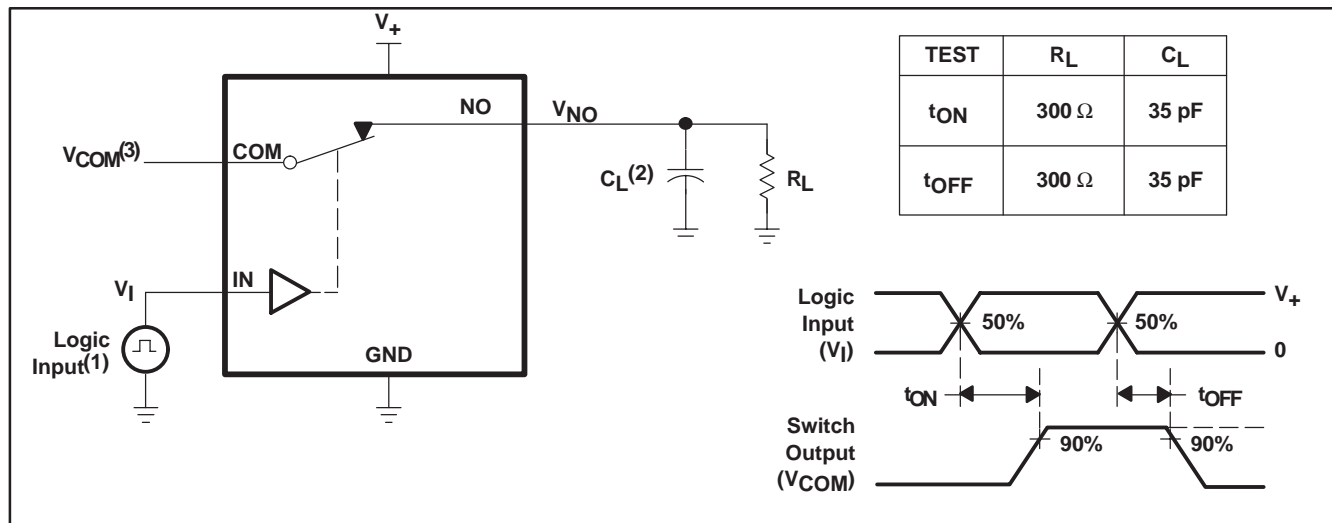 V+
NO
VNO
VCOM(3)
COM
CL(2)
RL
VI
IN
Logic
Input(1)
GND
TEST RL CL
tON 300 Ω 35 pF
tOFF 300 Ω 35 pF
Logic
Input
(VI)
50%
50%
V+
0
tON
tOFF
Switch
Output
(VCOM)
90%
90%